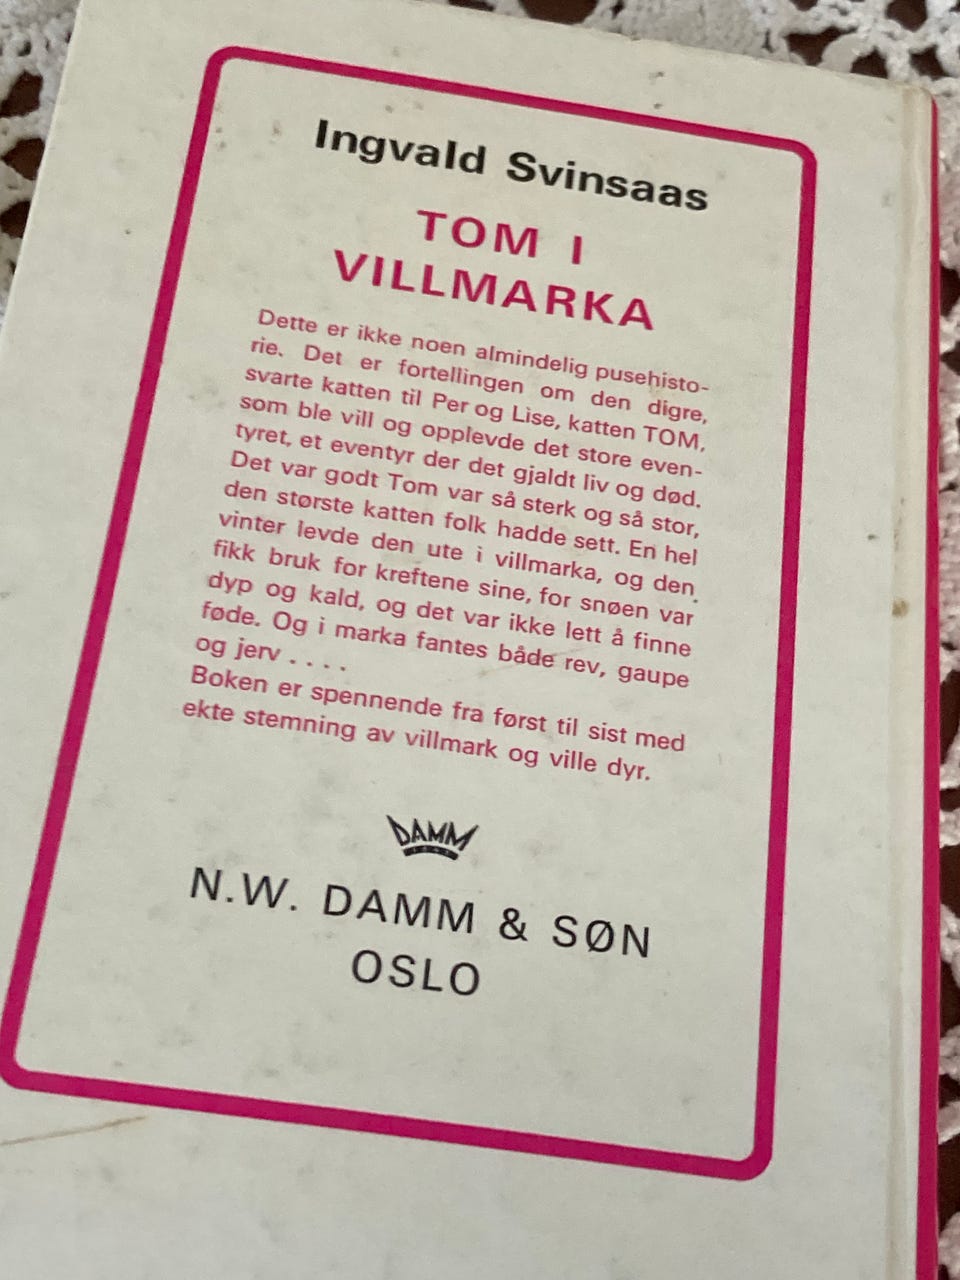 Ingvald Svinsaas
TOM I
VILLMARKA
Dette er ikke noen almindelig pusehisto-
rie. Det er fortellingen om den digre,
svarte katten til Per og Lise, katten TOM,
som ble vill og opplevde det store even-
tyret, et eventyr der det gjaldt liv og død.
Det var godt Tom var så sterk og så stor,
den største katten folk hadde sett. En hel
vinter levde den ute i villmarka, og den
fikk bruk for kreftene sine, for snøen var
dyp og kald, og det var ikke lett å finne
føde. Og i marka fantes både rev, gaupe
og jerv . . . .
Boken er spennende fra først til sist med
ekte stemning av villmark og ville dyr.
DAMM
N.W. DAMM & SØN
OSLO